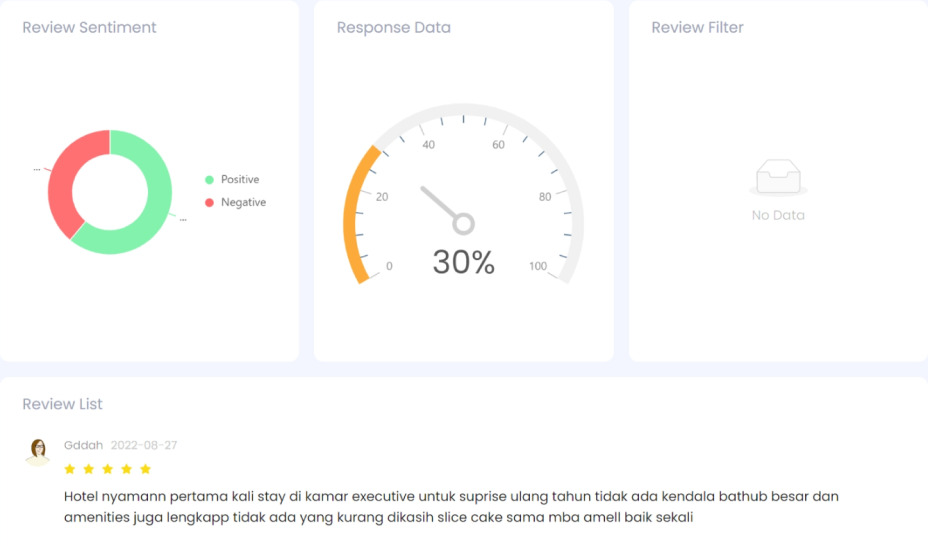 Review Sentiment
...
...
Positive
Negative
Response Data
0
20
40
60
80
100
30%
Review Filter
No Data
Review List
Gddah 2022-08-27
Hotel nyamann pertama kali stay di kamar executive untuk suprise ulang tahun tidak ada kendala bathub besar dan
amenities juga lengkapp tidak ada yang kurang dikasih slice cake sama mba amell baik sekali